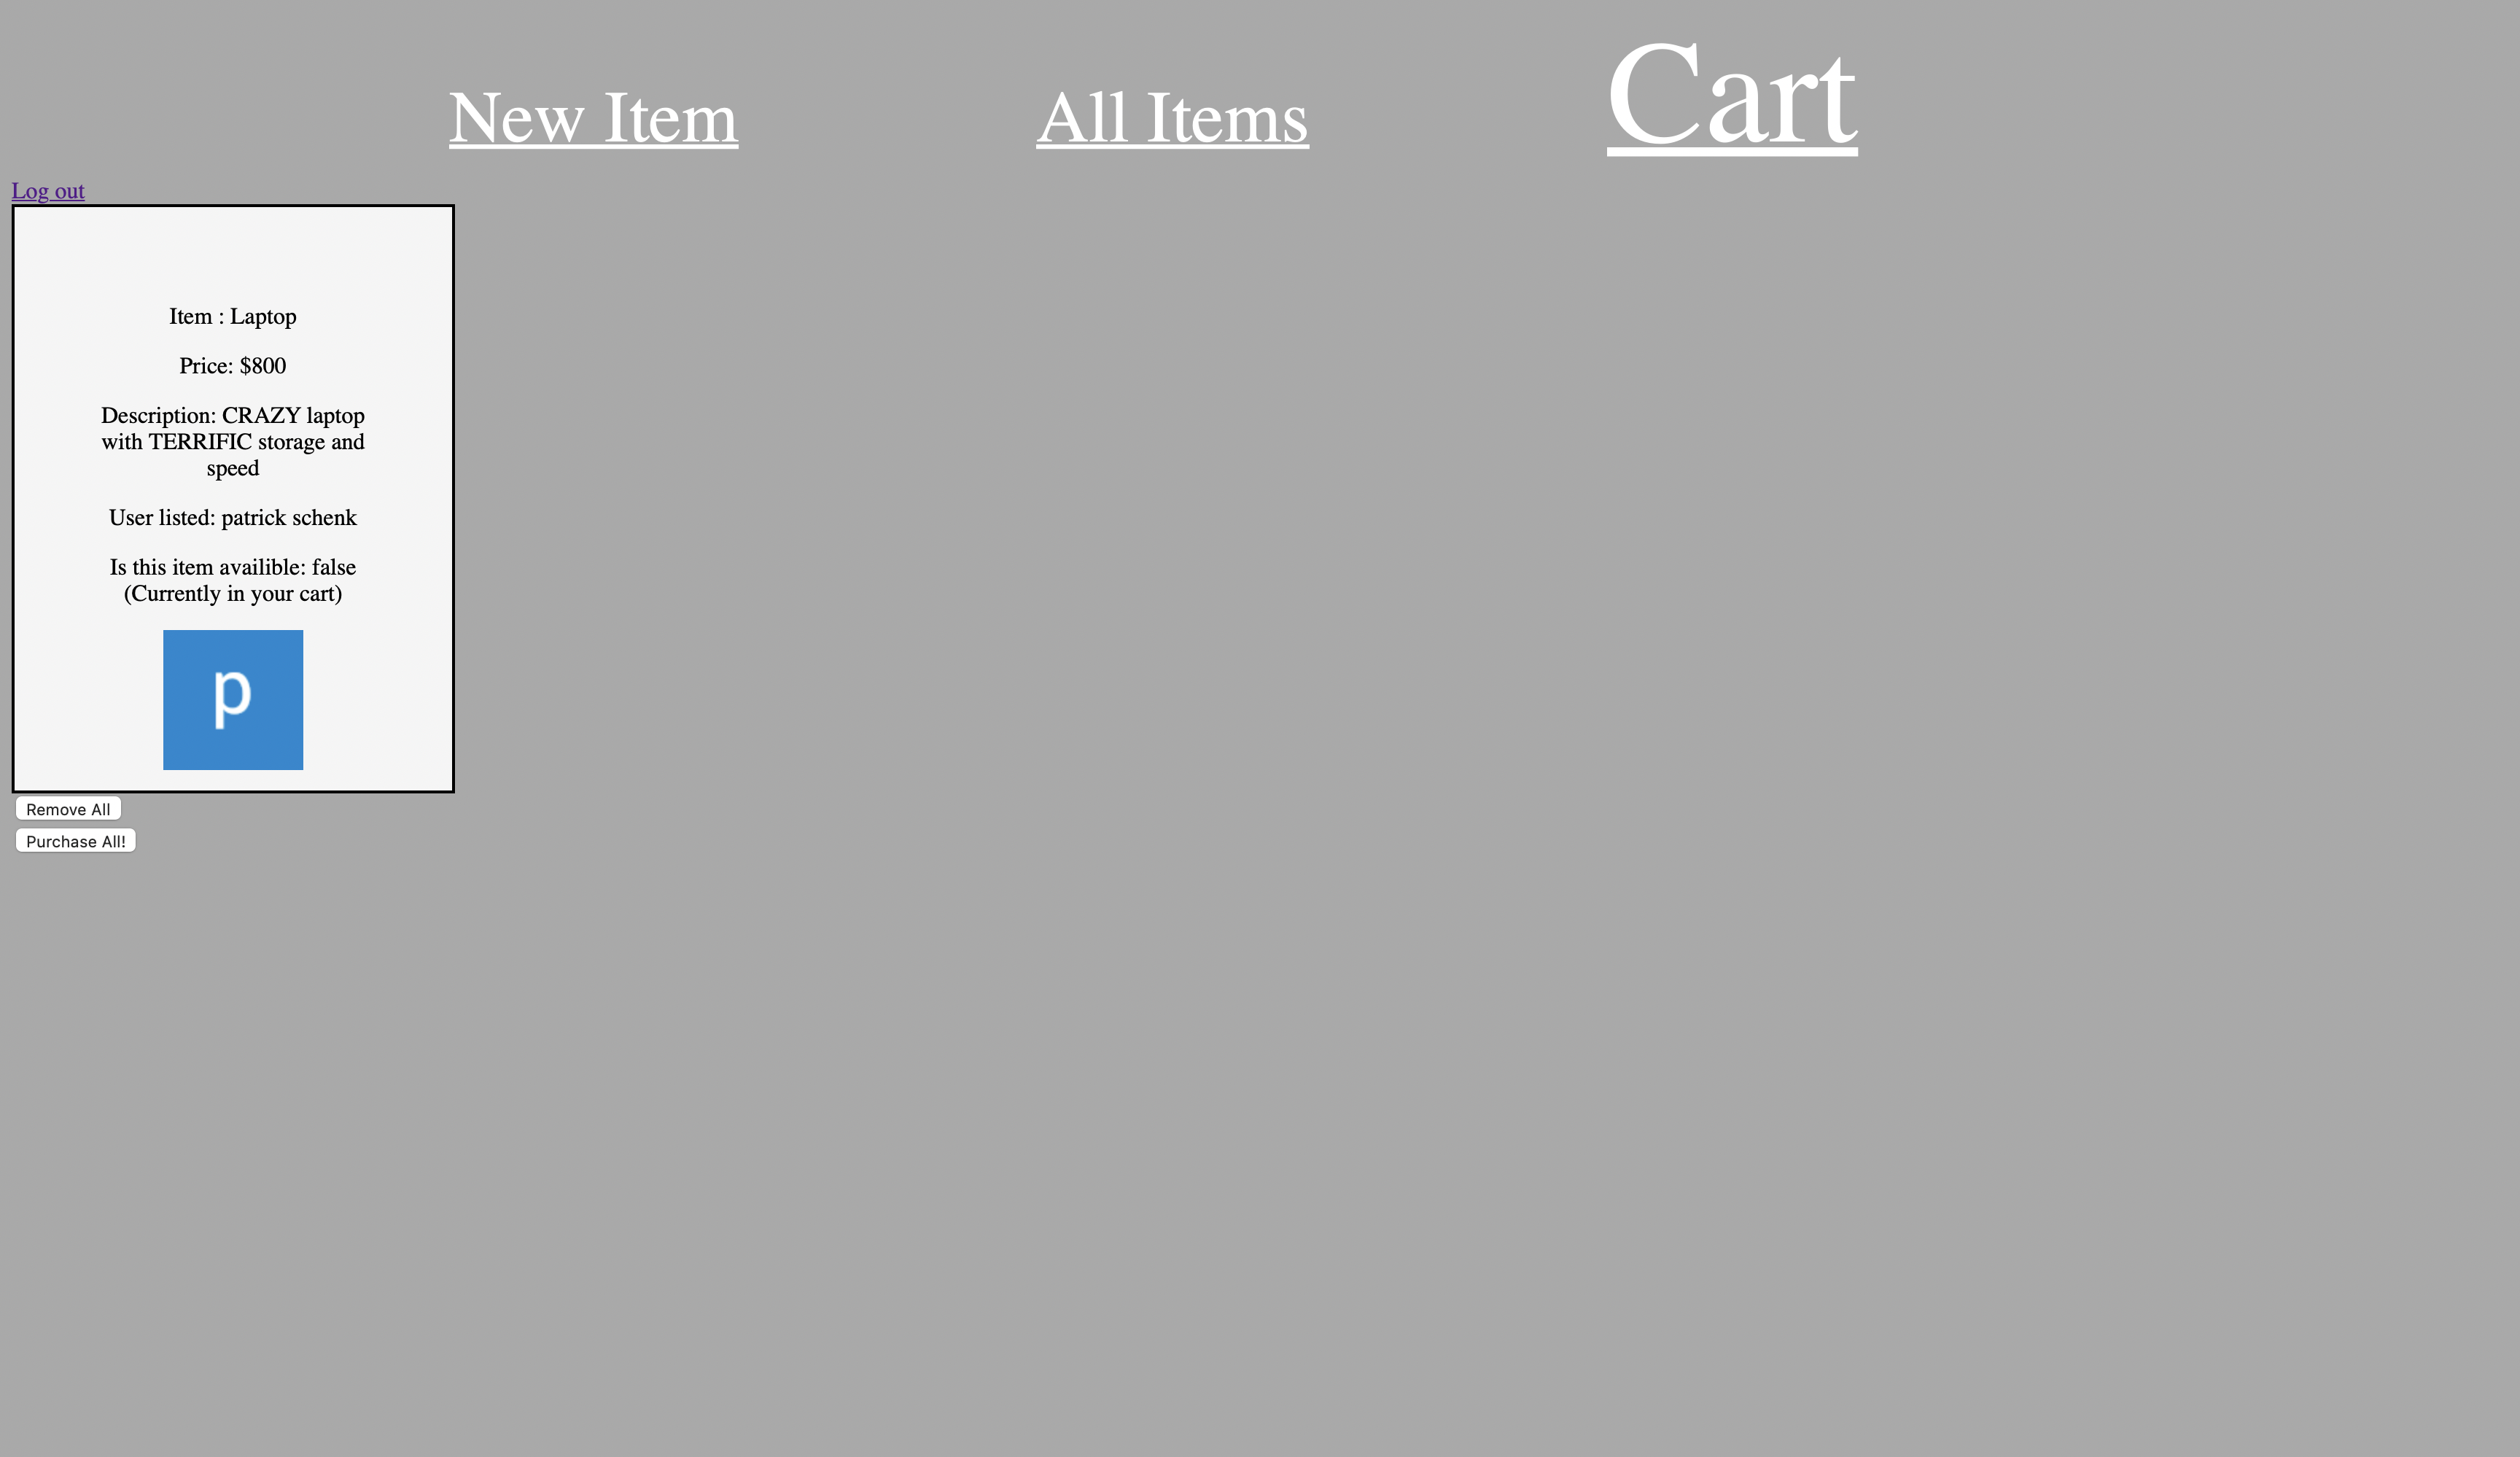 New Item
All Items
Cart
Log out
Item : Laptop
Price: $800
Description: CRAZY laptop
with TERRIFIC storage and
speed
User listed: patrick schenk
Is this item availible: false
(Currently in your cart)
p
Remove All
Purchase All!